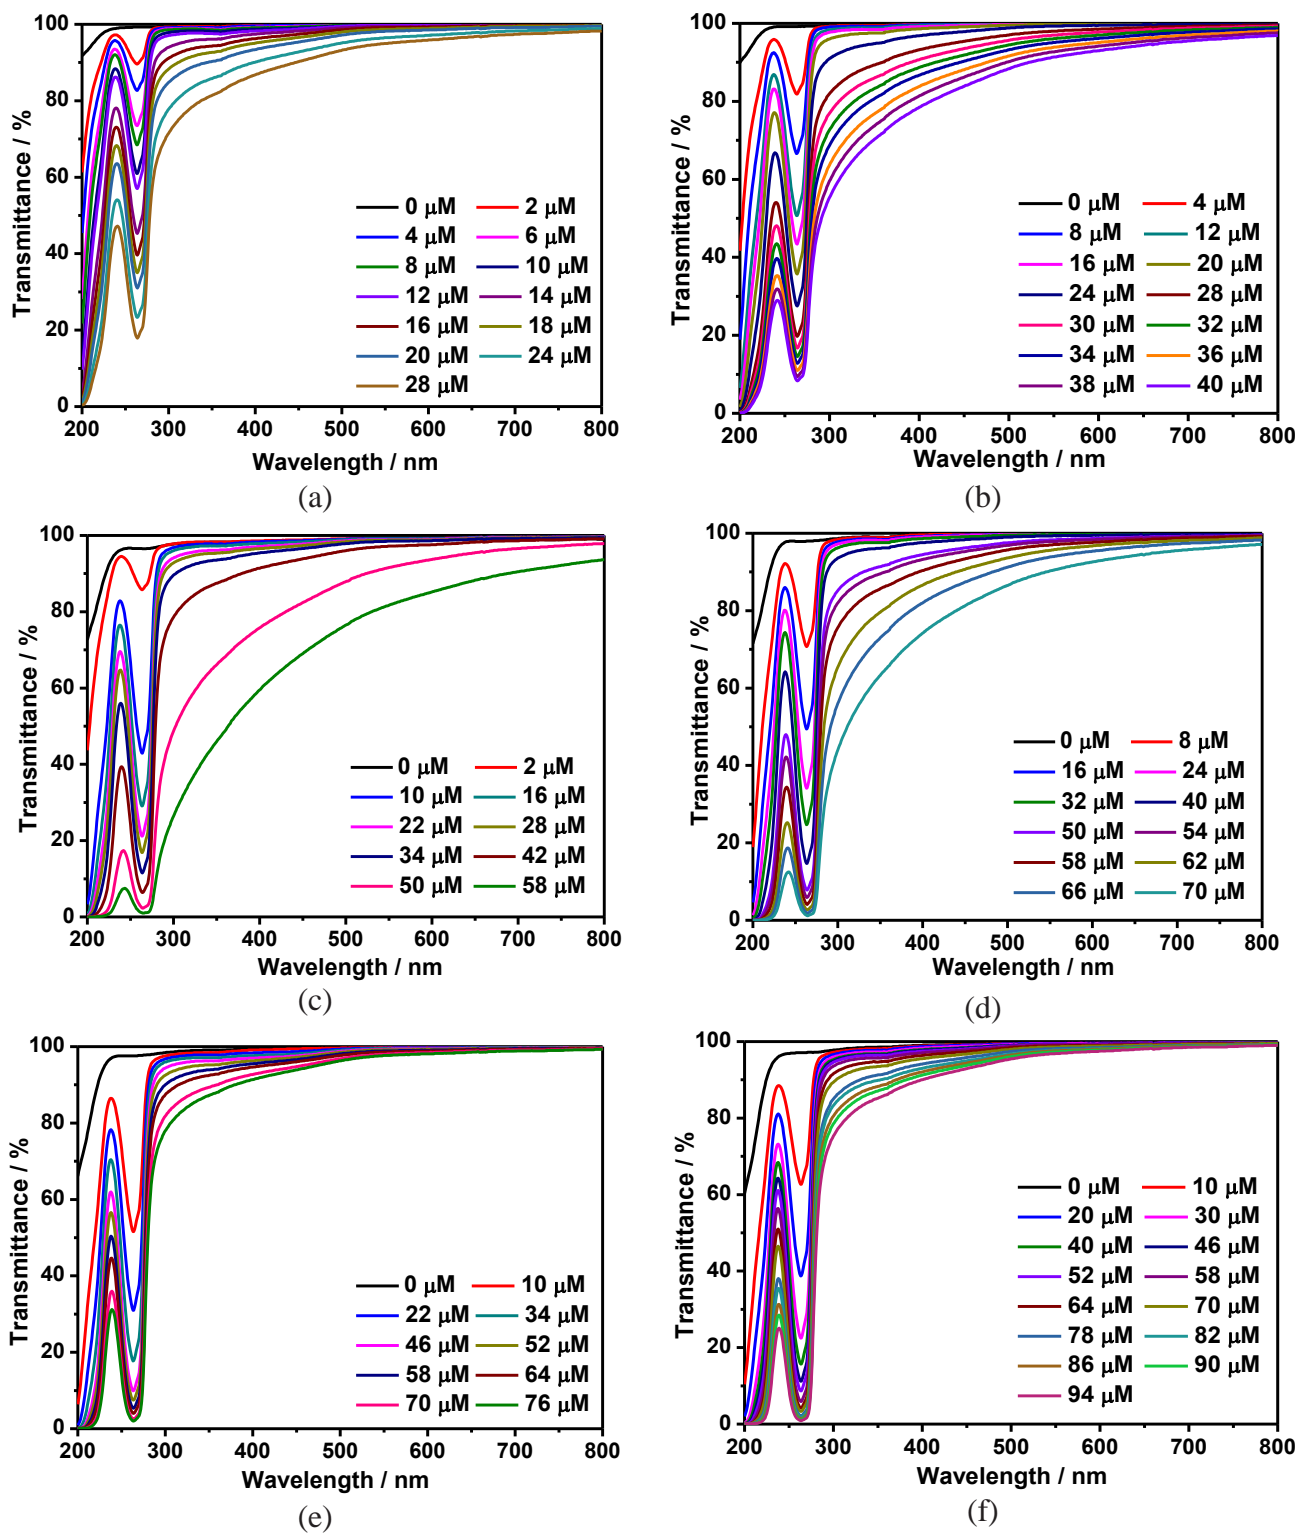 100
80
60
40
20
0
Transmittance / %
0 μM 2 μM
4 μM 6 μM
8 μM 10 μM
12 μM 14 μM
16 μM 18 μM
20 μM 24 μM
28 μM
200 300 400 500 600 700 800
Wavelength / nm
(a)
100
80
60
40
20
0
Transmittance / %
0 μM 4 μM
8 μM 12 μM
16 μM 20 μM
24 μM 28 μM
30 μM 32 μM
34 μM 36 μM
38 μM 40 μM
200 300 400 500 600 700 800
Wavelength / nm
(b)
100
80
60
40
20
0
Transmittance / %
0 μM 2 μM
10 μM 16 μM
22 μM 28 μM
34 μM 42 μM
50 μM 58 μM
200 300 400 500 600 700 800
Wavelength / nm
(c)
100
80
60
40
20
0
Transmittance / %
0 μM 8 μM
16 μM 24 μM
32 μM 40 μM
50 μM 54 μM
58 μM 62 μM
66 μM 70 μM
200 300 400 500 600 700 800
Wavelength / nm
(d)
100
80
60
40
20
0
Transmittance / %
0 μM 10 μM
22 μM 34 μM
46 μM 52 μM
58 μM 64 μM
70 μM 76 μM
200 300 400 500 600 700 800
Wavelength / nm
(e)
100
80
60
40
20
0
Transmittance / %
0 μM 10 μM
20 μM 30 μM
40 μM 46 μM
52 μM 58 μM
64 μM 70 μM
78 μM 82 μM
86 μM 90 μM
94 μM
200 300 400 500 600 700 800
Wavelength / nm
(f)